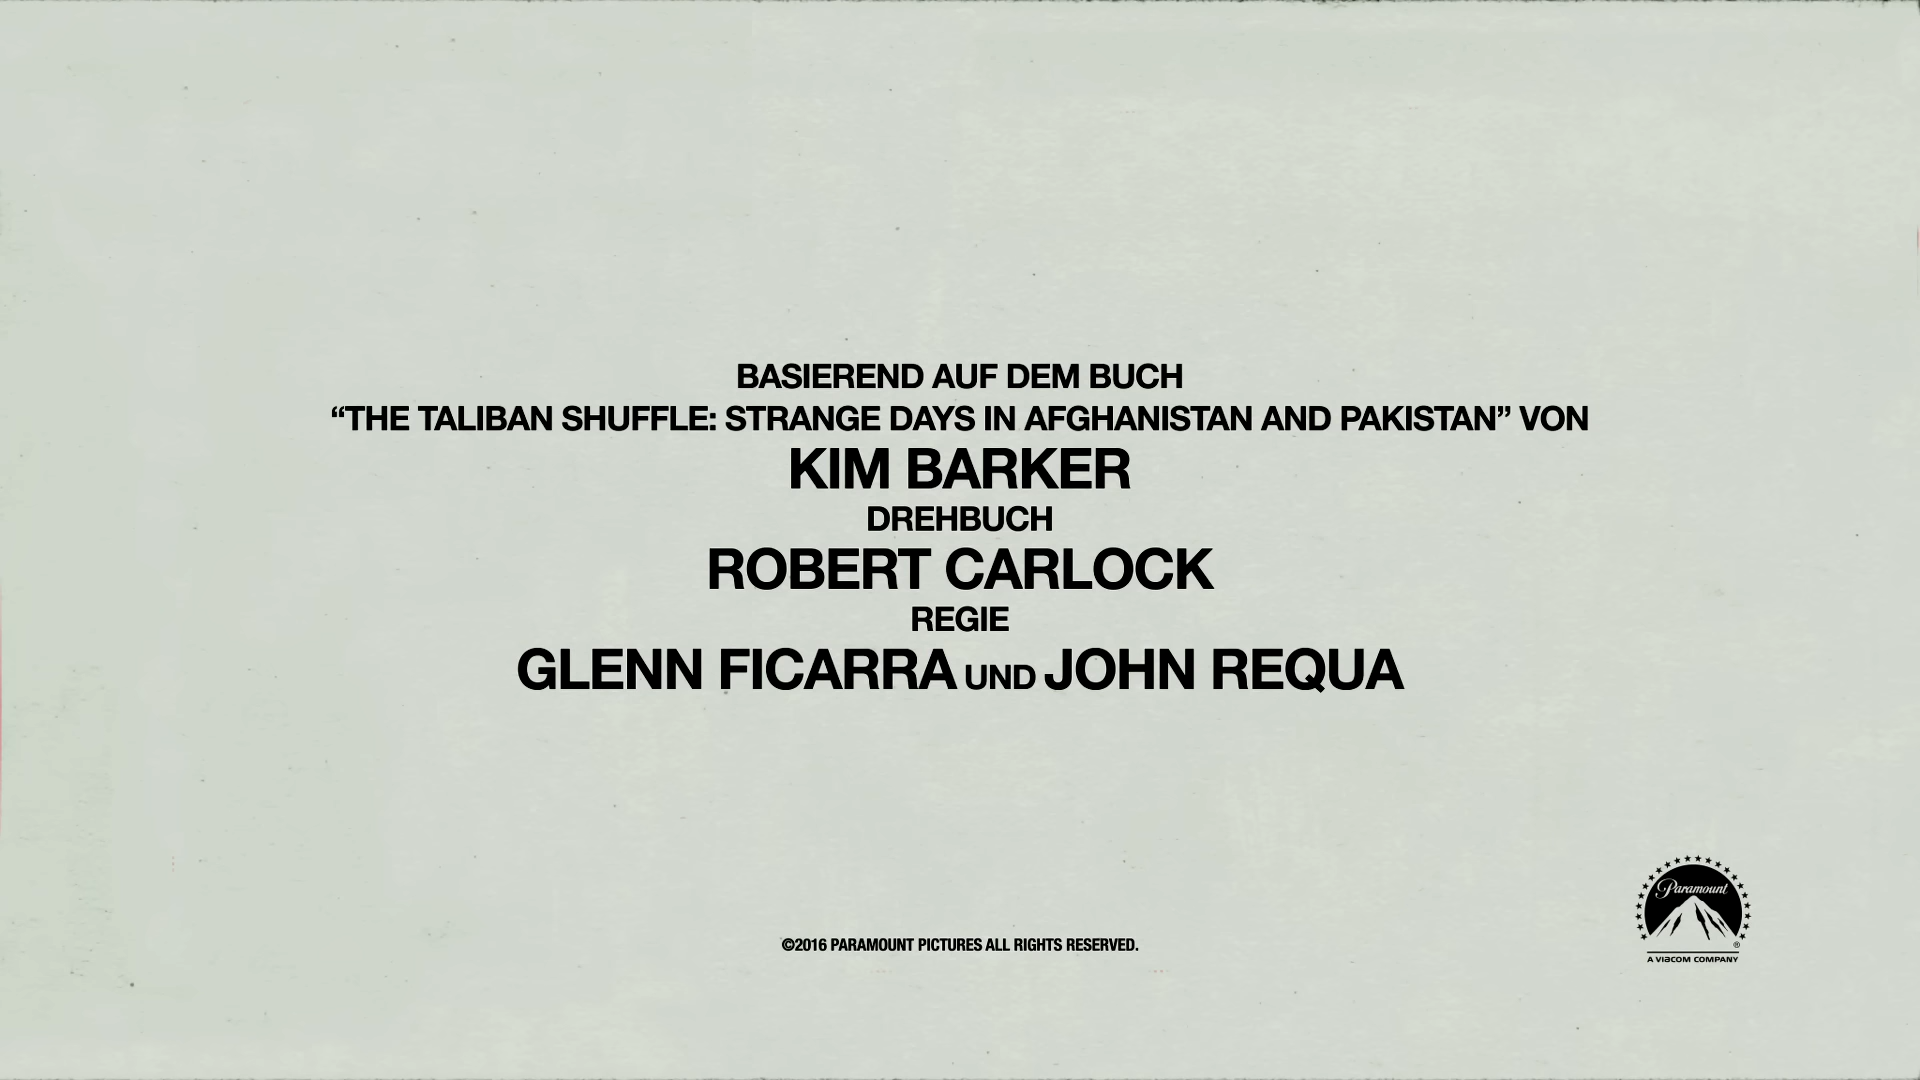 BASIEREND AUF DEM BUCH
“THE TALIBAN SHUFFLE: STRANGE DAYS IN AFGHANISTAN AND PAKISTAN” VON
KIM BARKER
DREHBUCH
ROBERT CARLOCK
REGIE
GLENN FICARRA UND JOHN REQUA
Paramount
®
A VIACOM COMPANY
©2016 PARAMOUNT PICTURES ALL RIGHTS RESERVED.